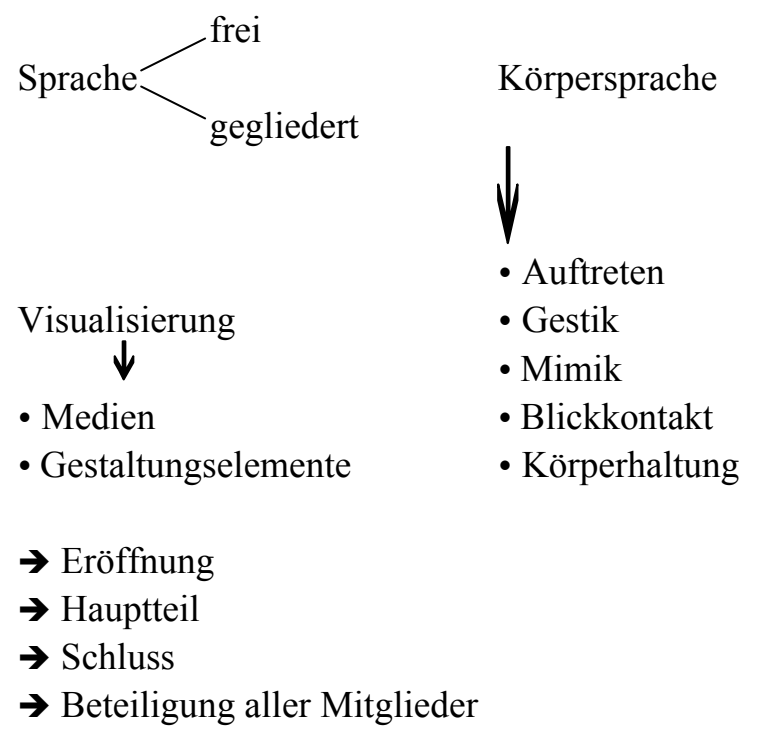 frei
Sprache
gegliedert
Körpersprache
• Auftreten
• Gestik
• Mimik
• Blickkontakt
• Körperhaltung
Visualisierung
• Medien
• Gestaltungselemente
➔ Eröffnung
➔ Hauptteil
➔ Schluss
➔ Beteiligung aller Mitglieder